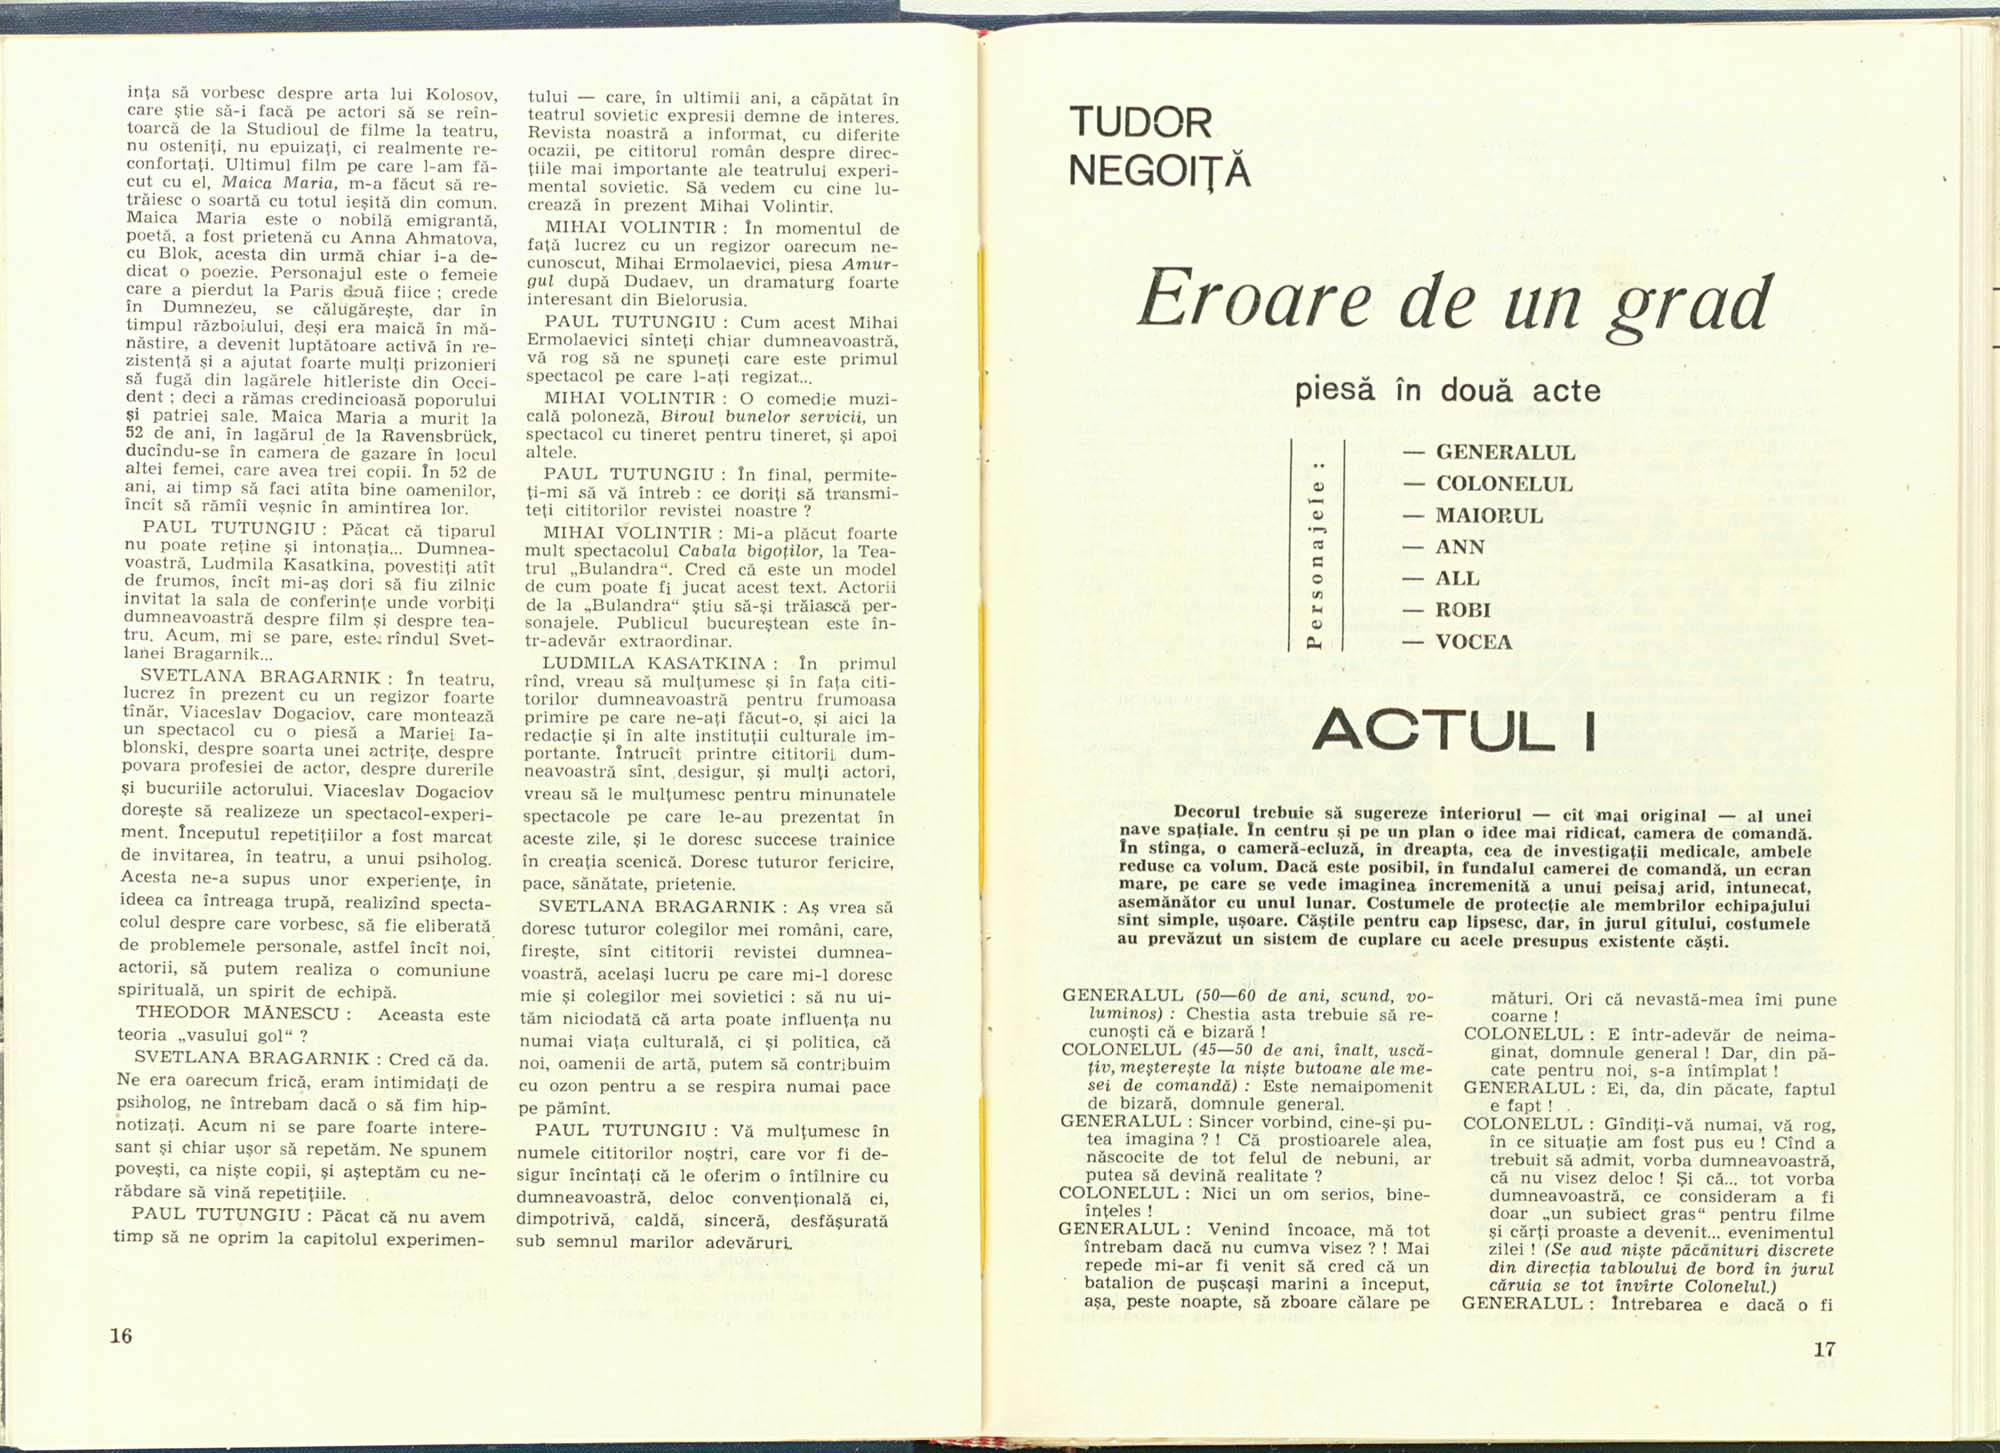 ința să vorbesc despre arta lui Kolosov,
care știe să-i facă pe actori să se reîn-
toarcă de la Studioul de filme la teatru,
nu osteniți, nu epuizați, ci realmente re-
confortați. Ultimul film pe care l-am fă-
cut cu el, Maica Maria, m-a făcut să re-
trăiesc o soartă cu totul ieșită din comun.
Maica Maria este o nobilă emigrantă,
poetă, a fost prietenă cu Anna Ahmatova,
cu Blok, acesta din urmă chiar i-a de-
dicat o poezie. Personajul este o femeie
care a pierdut la Paris două fiice ; crede
în Dumnezeu, se călugărește, dar în
timpul războiului, deși era maică în mă-
năstire, a devenit luptătoare activă în re-
zistență și a ajutat foarte mulți prizonieri
să fugă din lagărele hitleriste din Occi-
dent ; deci a rămas credincioasă poporului
și patriei sale. Maica Maria a murit la
52 de ani, în lagărul de la Ravensbrück,
ducîndu-se în camera de gazare în locul
altei femei, care avea trei copii. În 52 de
ani, ai timp să faci atîta bine oamenilor,
încît să rămîi veșnic în amintirea lor.
PAUL TUTUNGIU : Păcat că tiparul
nu poate reține și intonația... Dumnea-
voastră, Ludmila Kasatkina, povestiți atît
de frumos, încît mi-aș dori să fiu zilnic
invitat la sala de conferințe unde vorbiți
dumneavoastră despre film și despre tea-
tru. Acum, mi se pare, este rîndul Svet-
lanei Bragarnik...
SVETLANA BRAGARNIK : În teatru,
lucrez în prezent cu un regizor foarte
tînăr, Viaceslav Dogaciov, care montează
un spectacol cu o piesă a Mariei Ia-
blonski, despre soarta unei actrițe, despre
povara profesiei de actor, despre durerile
și bucuriile actorului. Viaceslav Dogaciov
dorește să realizeze un spectacol-experi-
ment. Începutul repetițiilor a fost marcat
de invitarea, în teatru, a unui psiholog.
Acesta ne-a supus unor experiențe, în
ideea ca întreaga trupă, realizînd specta-
colul despre care vorbesc, să fie eliberată
de problemele personale, astfel încît noi,
actorii, să putem realiza o comuniune
spirituală, un spirit de echipă.
THEODOR MĂNESCU : Aceasta este
teoria „vasului gol“ ?
SVETLANA BRAGARNIK : Cred că da.
Ne era oarecum frică, eram intimidați de
psiholog, ne întrebam dacă o să fim hip-
notizați. Acum ni se pare foarte intere-
sant și chiar ușor să repetăm. Ne spunem
povești, ca niște copii, și așteptăm cu ne-
răbdare să vină repetițiile.
PAUL TUTUNGIU : Păcat că nu avem
timp să ne oprim la capitolul experimen-
16
tului — care, în ultimii ani, a căpătat în
teatrul sovietic expresii demne de interes.
Revista noastră a informat, cu diferite
ocazii, pe cititorul român despre direc-
țiile mai importante ale teatrului experi-
mental sovietic. Să vedem cu cine lu-
crează în prezent Mihai Volintir.
MIHAI VOLINTIR : În momentul de
față lucrez cu un regizor oarecum ne-
cunoscut, Mihai Ermolaevici, piesa Amur-
gul după Dudaev, un dramaturg foarte
interesant din Bielorusia.
PAUL TUTUNGIU : Cum acest Mihai
Ermolaevici sînteți chiar dumneavoastră,
vă rog să ne spuneți care este primul
spectacol pe care l-ați regizat...
MIHAI VOLINTIR : O comedie muzi-
cală poloneză, Biroul bunelor servicii, un
spectacol cu tineret pentru tineret, și apoi
altele.
PAUL TUTUNGIU : În final, permite-
ți-mi să vă întreb : ce doriți să transmi-
teți cititorilor revistei noastre ?
MIHAI VOLINTIR : Mi-a plăcut foarte
mult spectacolul Cabala bigoților, la Tea-
trul „Bulandra“. Cred că este un model
de cum poate fi jucat acest text. Actorii
de la „Bulandra“ știu să-și trăiască per-
sonajele. Publicul bucureștean este în-
tr-adevăr extraordinar.
LUDMILA KASATKINA : În primul
rînd, vreau să mulțumesc și în fața citi-
torilor dumneavoastră pentru frumoasa
primire pe care ne-ați făcut-o, și aici la
redacție și în alte instituții culturale im-
portante. Întrucît printre cititorii dum-
neavoastră sînt, desigur, și mulți actori,
vreau să le mulțumesc pentru minunatele
spectacole pe care le-au prezentat în
aceste zile, și le doresc succese trainice
în creația scenică. Doresc tuturor fericire,
pace, sănătate, prietenie.
SVETLANA BRAGARNIK : Aș vrea să
doresc tuturor colegilor mei români, care,
firește, sînt cititorii revistei dumnea-
voastră, același lucru pe care mi-l doresc
mie și colegilor mei sovietici : să nu ui-
tăm niciodată că arta poate influența nu
numai viața culturală, ci și politica, că
noi, oamenii de artă, putem să contribuim
cu ozon pentru a se respira numai pace
pe pămînt.
PAUL TUTUNGIU : Vă mulțumesc în
numele cititorilor noștri, care vor fi de-
sigur încîntați că le oferim o întîlnire cu
dumneavoastră, deloc convențională ci,
dimpotrivă, caldă, sinceră, desfășurată
sub semnul marilor adevăruri.
TUDOR
NEGOIȚĂ
Eroare de un grad
piesă în două acte
Personajele :
— GENERALUL
— COLONELUL
— MAIORUL
— ANN
— ALL
— ROBI
— VOCEA
ACTUL I
Decorul trebuie să sugereze interiorul — cît mai original — al unei
nave spațiale. În centru și pe un plan o idee mai ridicat, camera de comandă.
În stînga, o cameră-ecluză, în dreapta, cea de investigații medicale, ambele
reduse ca volum. Dacă este posibil, în fundalul camerei de comandă, un ecran
mare, pe care se vede imaginea încremenită a unui peisaj arid, întunecat,
asemănător cu unul lunar. Costumele de protecție ale membrilor echipajului
sînt simple, ușoare. Căștile pentru cap lipsesc, dar, în jurul gîtului, costumele
au prevăzut un sistem de cuplare cu acele presupus existente căști.
GENERALUL (50—60 de ani, scund, vo-
luminos) : Chestia asta trebuie să re-
cunoști că e bizară !
COLONELUL (45—50 de ani, înalt, uscă-
țiv, meșterește la niște butoane ale me-
sei de comandă) : Este nemaipomenit
de bizară, domnule general.
GENERALUL : Sincer vorbind, cine-și pu-
tea imagina ? ! Că prostioarele alea,
născocite de tot felul de nebuni, ar
putea să devină realitate ?
COLONELUL : Nici un om serios, bine-
înțeles !
GENERALUL : Venind încoace, mă tot
întrebam dacă nu cumva visez ? ! Mai
repede mi-ar fi venit să cred că un
batalion de pușcași marini a început,
așa, peste noapte, să zboare călare pe
mături. Ori că nevastă-mea îmi pune
coarne !
COLONELUL : E într-adevăr de neima-
ginat, domnule general ! Dar, din pă-
cate pentru noi, s-a întîmplat !
GENERALUL : Ei, da, din păcate, faptul
e fapt !
COLONELUL : Gîndiți-vă numai, vă rog,
în ce situație am fost pus eu ! Cînd a
trebuit să admit, vorba dumneavoastră,
că nu visez deloc ! Și că... tot vorba
dumneavoastră, ce consideram a fi
doar „un subiect gras“ pentru filme
și cărți proaste a devenit... evenimentul
zilei ! (Se aud niște păcănituri discrete
din direcția tabloului de bord în jurul
căruia se tot învîrte Colonelul.)
GENERALUL : Întrebarea e dacă o fi
17